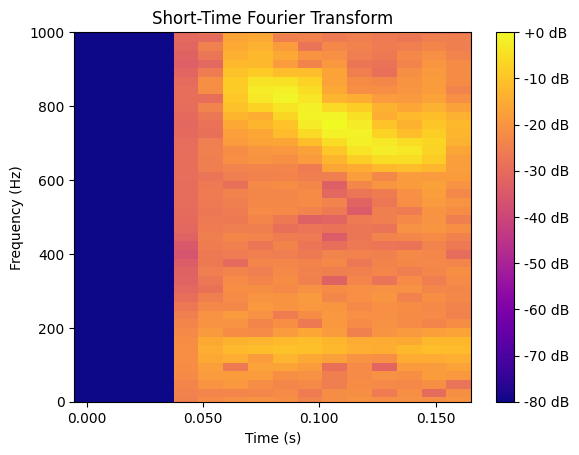 Short-Time Fourier Transform
1000
800
600
400
200
0
Frequency (Hz)
0.000
0.050
0.100
0.150
Time (s)
+0 dB
-10 dB
-20 dB
-30 dB
-40 dB
-50 dB
-60 dB
-70 dB
-80 dB